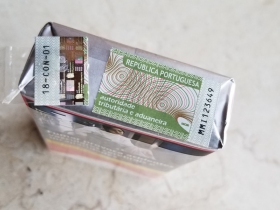 18-CON-01
REPÚBLICA PORTUGUESA
autoridade
tributária e aduaneira
MMI123649